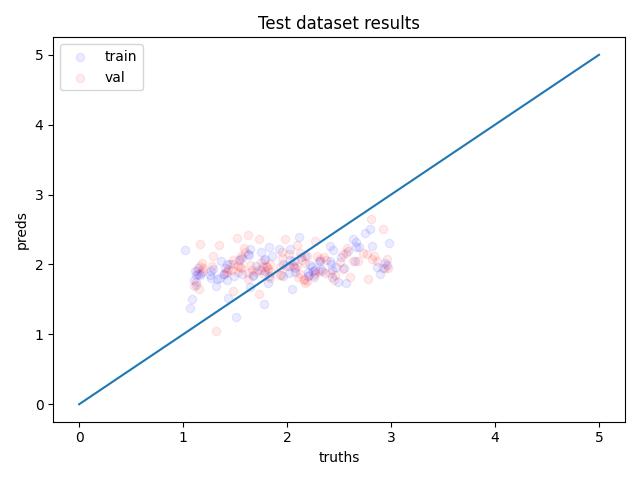 Test dataset results
train
val
5
4
3
2
1
0
preds
0 1 2 3 4 5
truths